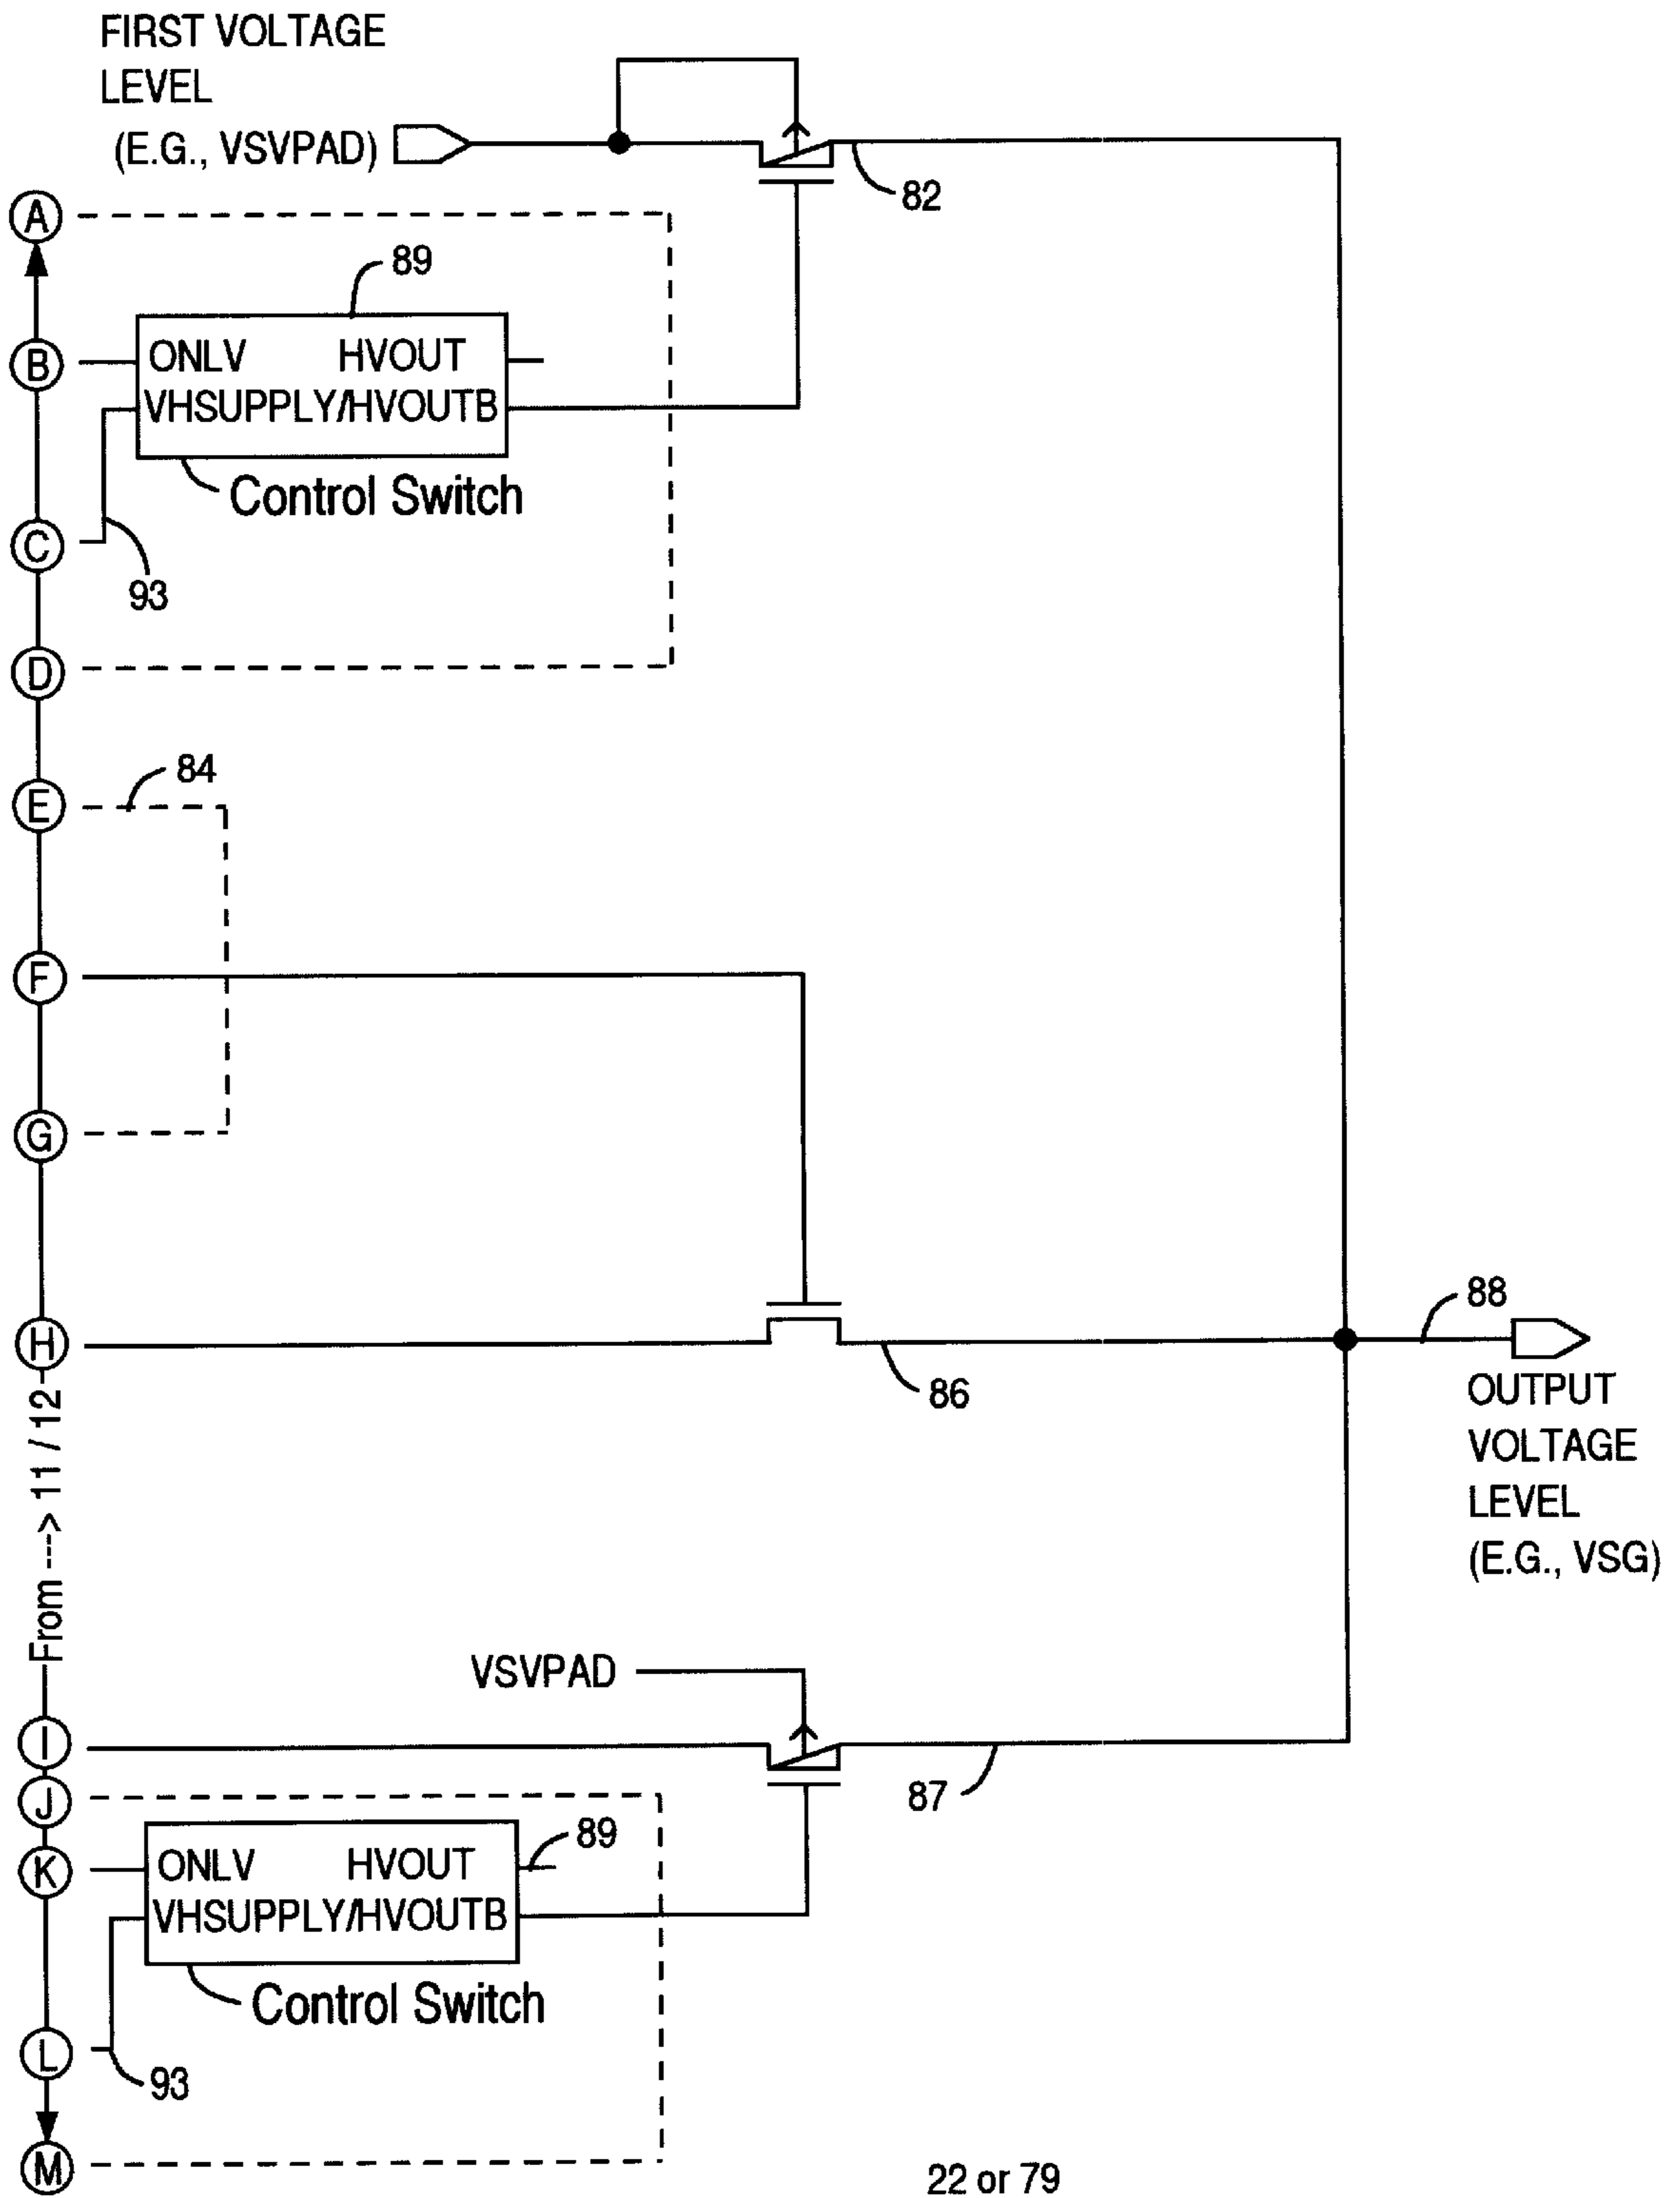 FIRST VOLTAGE
LEVEL
(E.G., VSVPAD)
82
A
89
B
ONLV HVOUT
VHSUPPLY/HVOUTB
Control Switch
C
93
D
84
E
F
G
H
88
86
OUTPUT
VOLTAGE
LEVEL
(E.G., VSG)
From ---> 11 / 12
VSVPAD
I
87
J
89
K
ONLV HVOUT
VHSUPPLY/HVOUTB
Control Switch
L
93
M
22 or 79